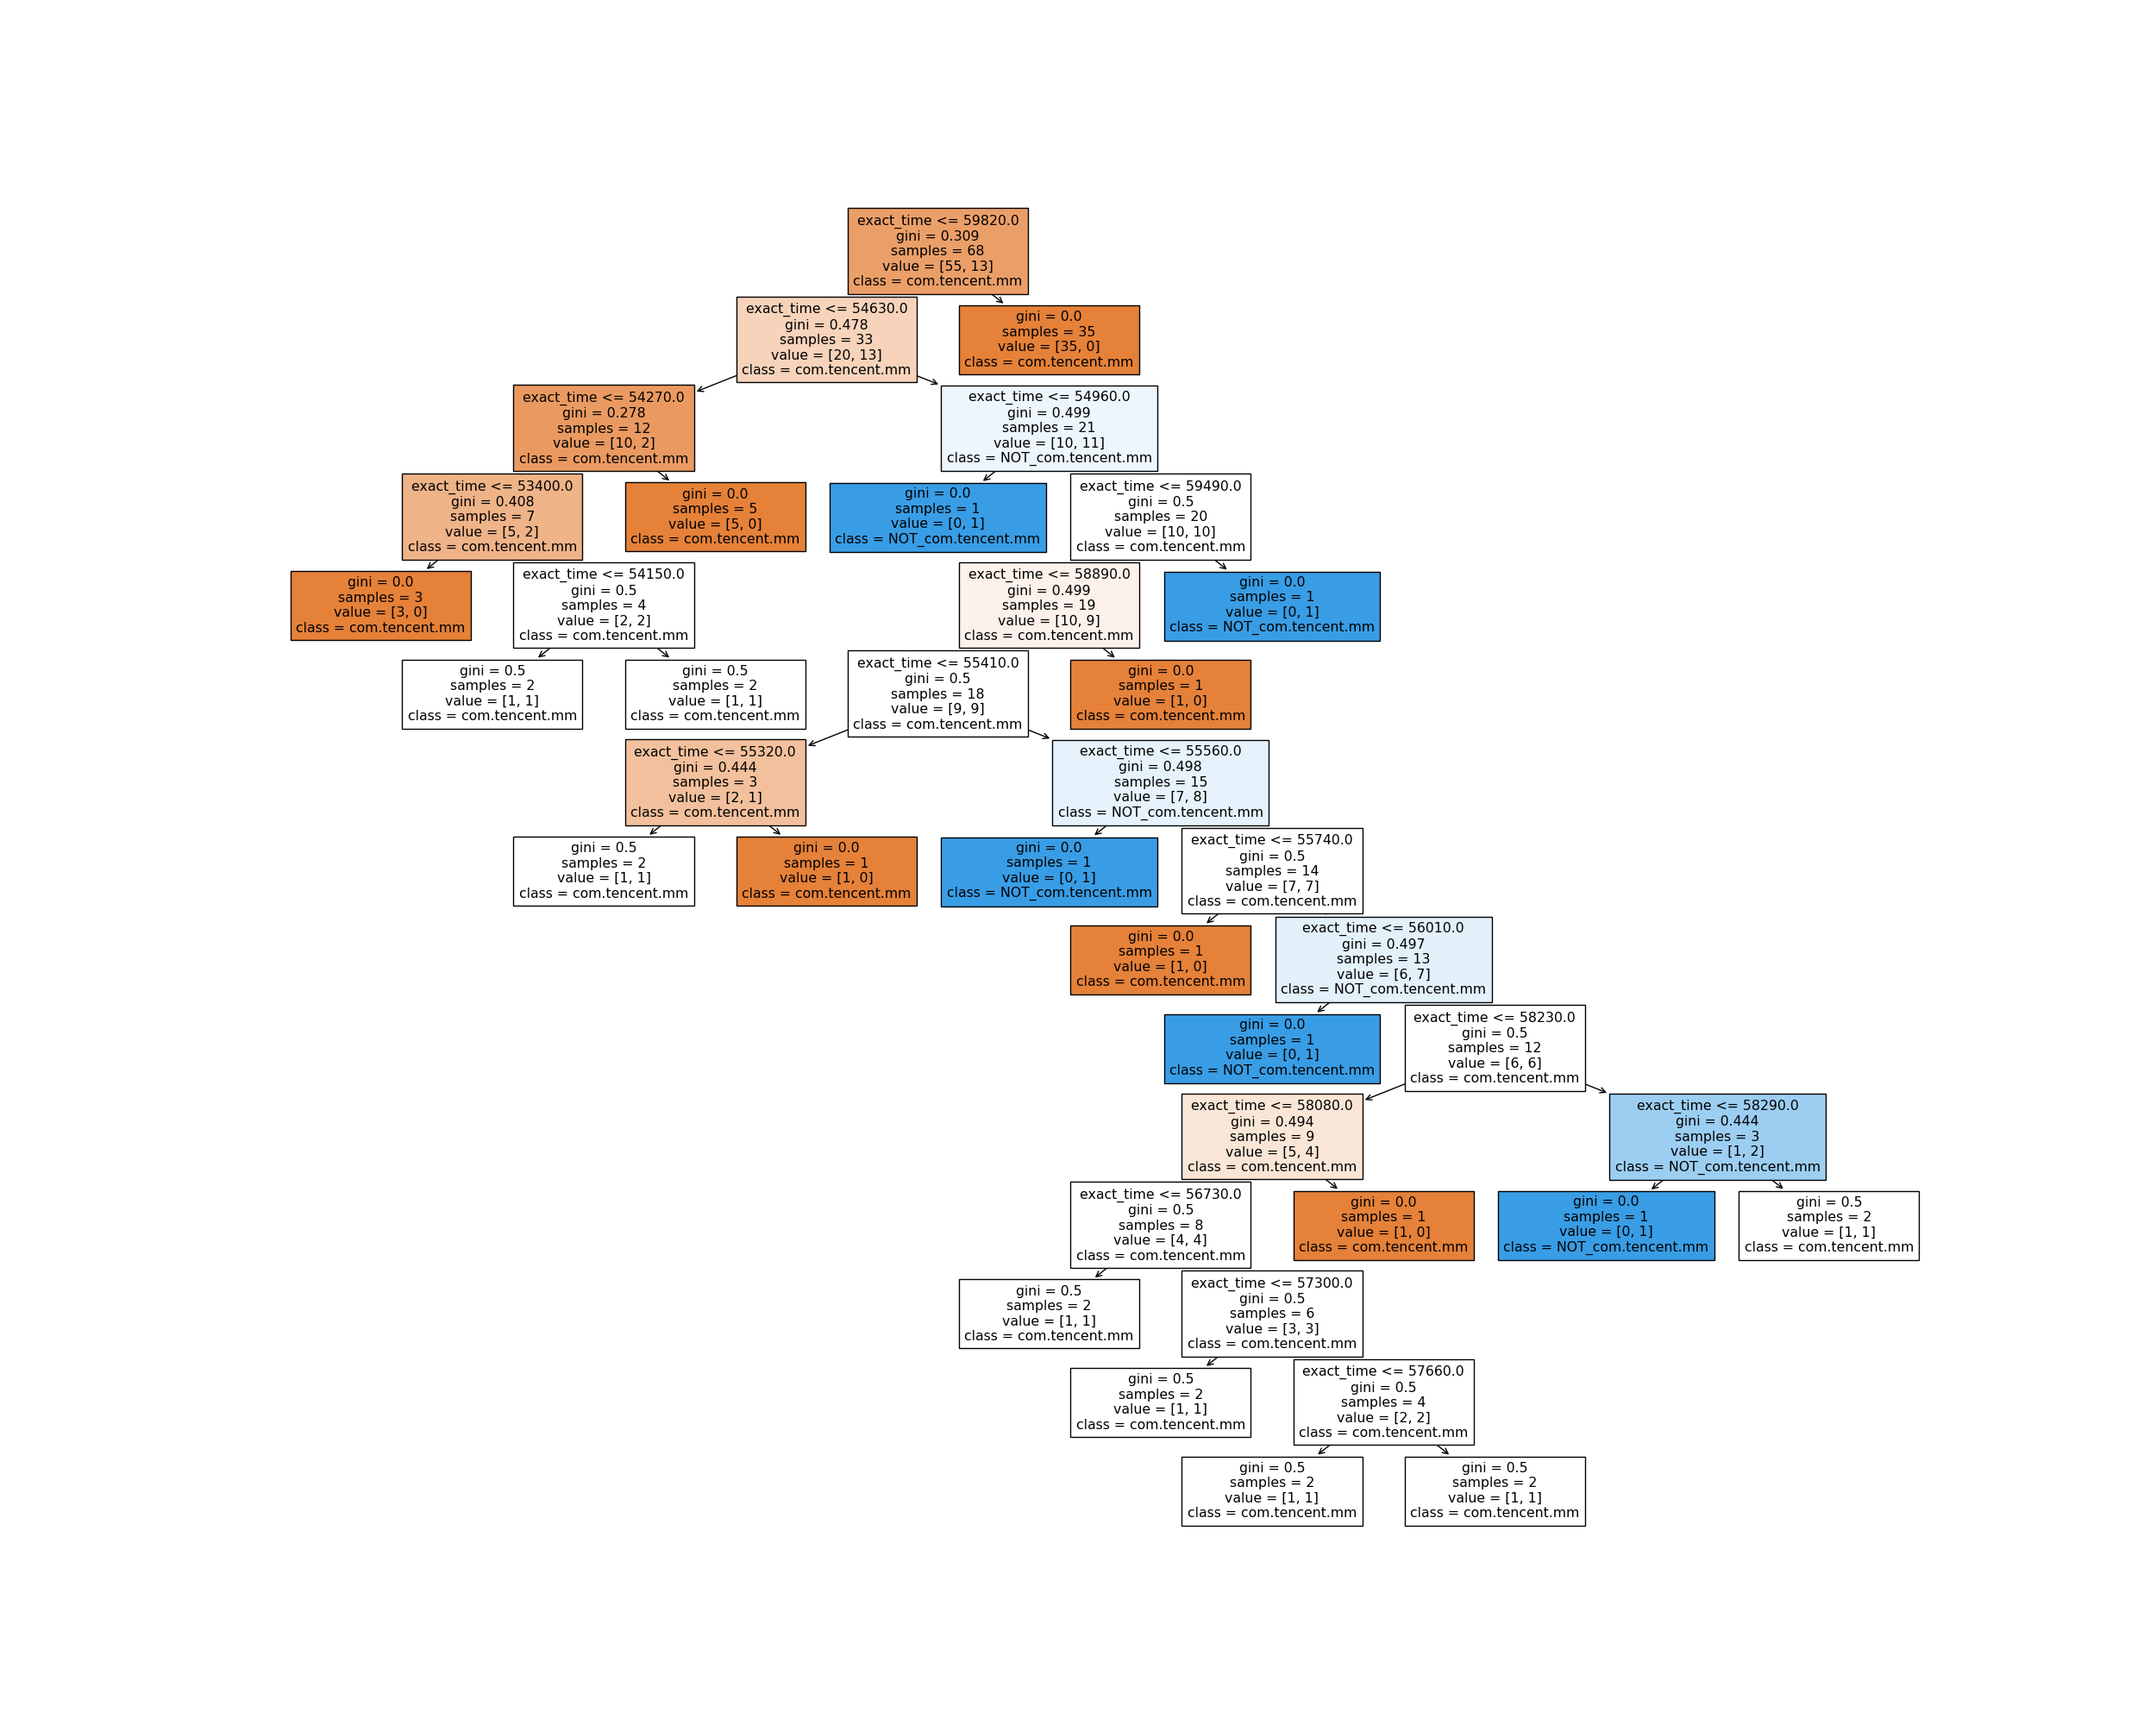 exact_time <= 59820.0
gini = 0.309
samples = 68
value = [55, 13]
class = com.tencent.mm
exact_time <= 54630.0
gini = 0.478
samples = 33
value = [20, 13]
class = com.tencent.mm
gini = 0.0
samples = 35
value = [35, 0]
class = com.tencent.mm
exact_time <= 54270.0
gini = 0.278
samples = 12
value = [10, 2]
class = com.tencent.mm
exact_time <= 54960.0
gini = 0.499
samples = 21
value = [10, 11]
class = NOT_com.tencent.mm
exact_time <= 53400.0
gini = 0.408
samples = 7
value = [5, 2]
class = com.tencent.mm
gini = 0.0
samples = 5
value = [5, 0]
class = com.tencent.mm
gini = 0.0
samples = 1
value = [0, 1]
class = NOT_com.tencent.mm
exact_time <= 59490.0
gini = 0.5
samples = 20
value = [10, 10]
class = com.tencent.mm
gini = 0.0
samples = 3
value = [3, 0]
class = com.tencent.mm
exact_time <= 54150.0
gini = 0.5
samples = 4
value = [2, 2]
class = com.tencent.mm
exact_time <= 58890.0
gini = 0.499
samples = 19
value = [10, 9]
class = com.tencent.mm
gini = 0.0
samples = 1
value = [0, 1]
class = NOT_com.tencent.mm
gini = 0.5
samples = 2
value = [1, 1]
class = com.tencent.mm
gini = 0.5
samples = 2
value = [1, 1]
class = com.tencent.mm
exact_time <= 55410.0
gini = 0.5
samples = 18
value = [9, 9]
class = com.tencent.mm
gini = 0.0
samples = 1
value = [1, 0]
class = com.tencent.mm
exact_time <= 55320.0
gini = 0.444
samples = 3
value = [2, 1]
class = com.tencent.mm
exact_time <= 55560.0
gini = 0.498
samples = 15
value = [7, 8]
class = NOT_com.tencent.mm
gini = 0.5
samples = 2
value = [1, 1]
class = com.tencent.mm
gini = 0.0
samples = 1
value = [1, 0]
class = com.tencent.mm
gini = 0.0
samples = 1
value = [0, 1]
class = NOT_com.tencent.mm
exact_time <= 55740.0
gini = 0.5
samples = 14
value = [7, 7]
class = com.tencent.mm
gini = 0.0
samples = 1
value = [1, 0]
class = com.tencent.mm
exact_time <= 56010.0
gini = 0.497
samples = 13
value = [6, 7]
class = NOT_com.tencent.mm
gini = 0.0
samples = 1
value = [0, 1]
class = NOT_com.tencent.mm
exact_time <= 58230.0
gini = 0.5
samples = 12
value = [6, 6]
class = com.tencent.mm
exact_time <= 58080.0
gini = 0.494
samples = 9
value = [5, 4]
class = com.tencent.mm
exact_time <= 58290.0
gini = 0.444
samples = 3
value = [1, 2]
class = NOT_com.tencent.mm
exact_time <= 56730.0
gini = 0.5
samples = 8
value = [4, 4]
class = com.tencent.mm
gini = 0.0
samples = 1
value = [1, 0]
class = com.tencent.mm
gini = 0.0
samples = 1
value = [0, 1]
class = NOT_com.tencent.mm
gini = 0.5
samples = 2
value = [1, 1]
class = com.tencent.mm
gini = 0.5
samples = 2
value = [1, 1]
class = com.tencent.mm
exact_time <= 57300.0
gini = 0.5
samples = 6
value = [3, 3]
class = com.tencent.mm
gini = 0.5
samples = 2
value = [1, 1]
class = com.tencent.mm
exact_time <= 57660.0
gini = 0.5
samples = 4
value = [2, 2]
class = com.tencent.mm
gini = 0.5
samples = 2
value = [1, 1]
class = com.tencent.mm
gini = 0.5
samples = 2
value = [1, 1]
class = com.tencent.mm